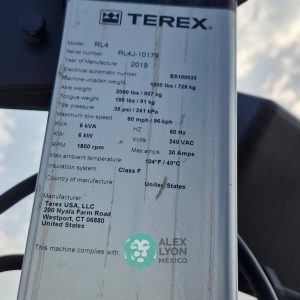 TEREX
Model RL4
Serial number RL4J-10179
Year of Manufacture 2019
Electrical schematic number ES100033
Machine unladen weight 1605 lbs / 729 kg
Axle weight 2000 lbs / 907 kg
Tongue weight 199 lbs / 91 kg
Tire pressure 35 psi / 241 kPa
Maximum tow speed 60 mph / 96 kph
KVA 6 kVA HZ 60 Hz
KW 6 kW Volts 240 VAC
RPM 1800 rpm Max amps 30 Amps
Max ambient temperature 104°F / 40°C
Insulation system Class F
Country of manufacture United States
Manufacturer:
Terex USA, LLC
200 Nyala Farm Road
Westport, CT 06880
United States
This machine complies with:
ALEX
LYON
MEXICO